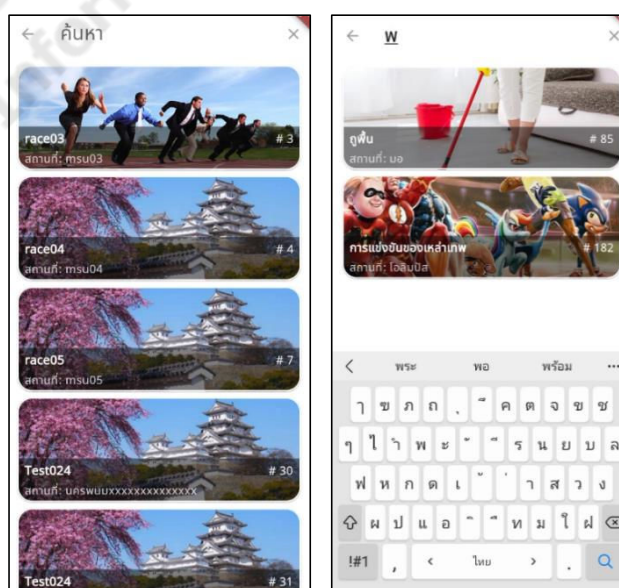 ค้นหา
race03
# 3
สถานที่: msu03
race04
# 4
สถานที่: msu04
race05
# 7
สถานที่: msu05
Test024
# 30
สถานที่: นครพนมxxxxxxxxxxxxxx
Test024
# 31
พ
ถูพื้น
# 85
สถานที่: มอ
การแข่งขันของเหล่าเทพ
# 182
สถานที่: โอลิมปัส
พระ พอ พร้อม
ๅ ข ภ ถ ุ ึ ค ต จ ข ช
ๆ ไ ำ พ ะ ั ี ร น ย บ ล
ฟ ห ก ด เ ้ ่ า ส ว ง
ผ ป แ อ ิ ื ท ม ใ ฝ
!#1 , < ไทย > .